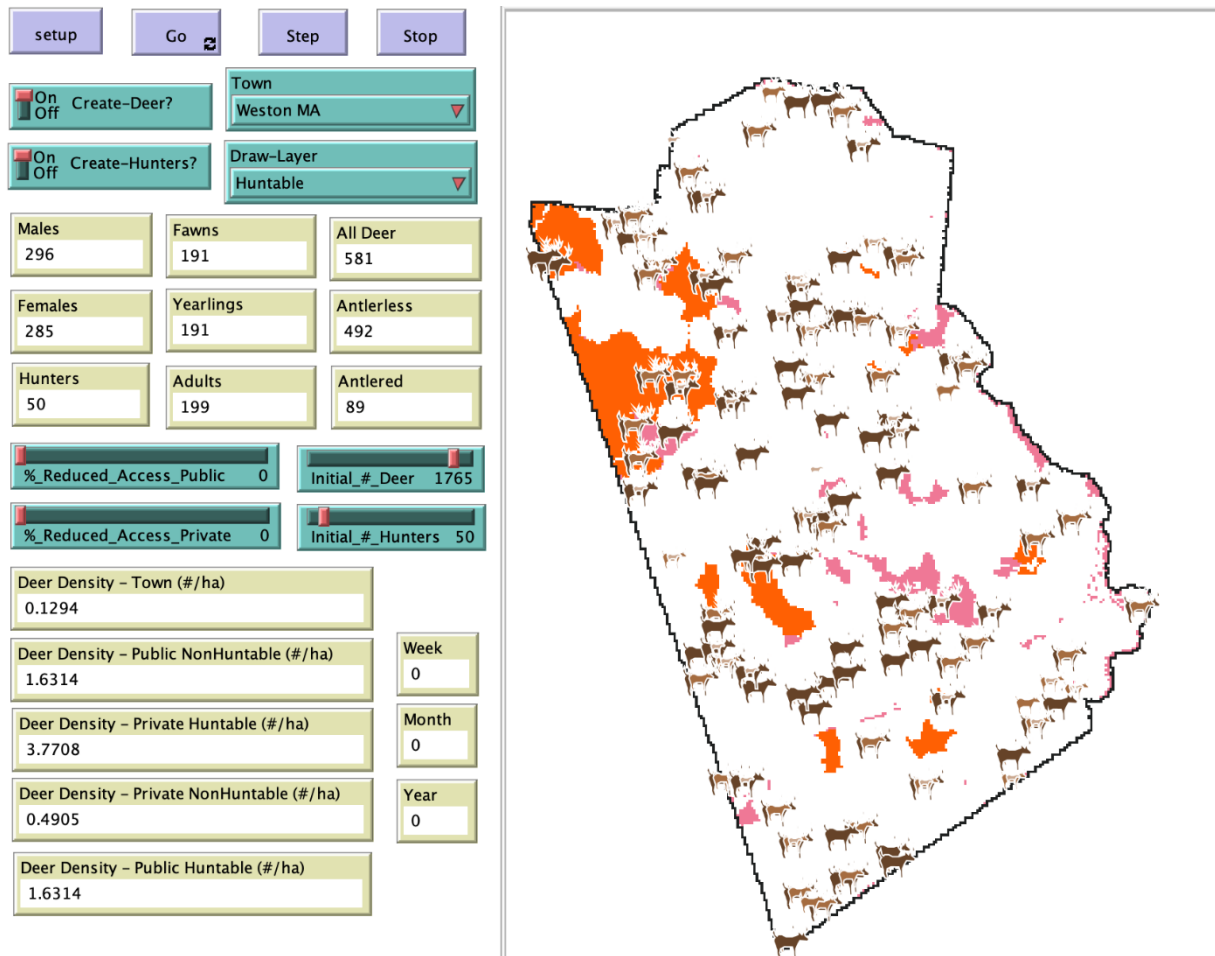 setup
Go
Step
Stop
On
Off
Create-Deer?
Town
Weston MA
On
Off
Create-Hunters?
Draw-Layer
Huntable
Males
296
Fawns
191
All Deer
581
Females
285
Yearlings
191
Antlerless
492
Hunters
50
Adults
199
Antlered
89
%_Reduced_Access_Public 0
Initial_#_Deer 1765
%_Reduced_Access_Private 0
Initial_#_Hunters 50
Deer Density - Town (#/ha)
0.1294
Deer Density - Public NonHuntable (#/ha)
1.6314
Week
0
Deer Density - Private Huntable (#/ha)
3.7708
Month
0
Deer Density - Private NonHuntable (#/ha)
0.4905
Year
0
Deer Density - Public Huntable (#/ha)
1.6314